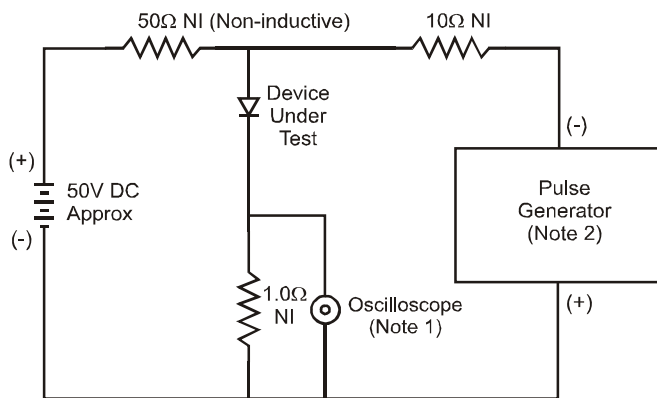 50Ω NI (Non-inductive)
10Ω NI
Device
Under
Test
(-)
(+)
50V DC
Approx
(-)
Pulse
Generator
(Note 2)
1.0Ω
NI
Oscilloscope
(Note 1)
(+)